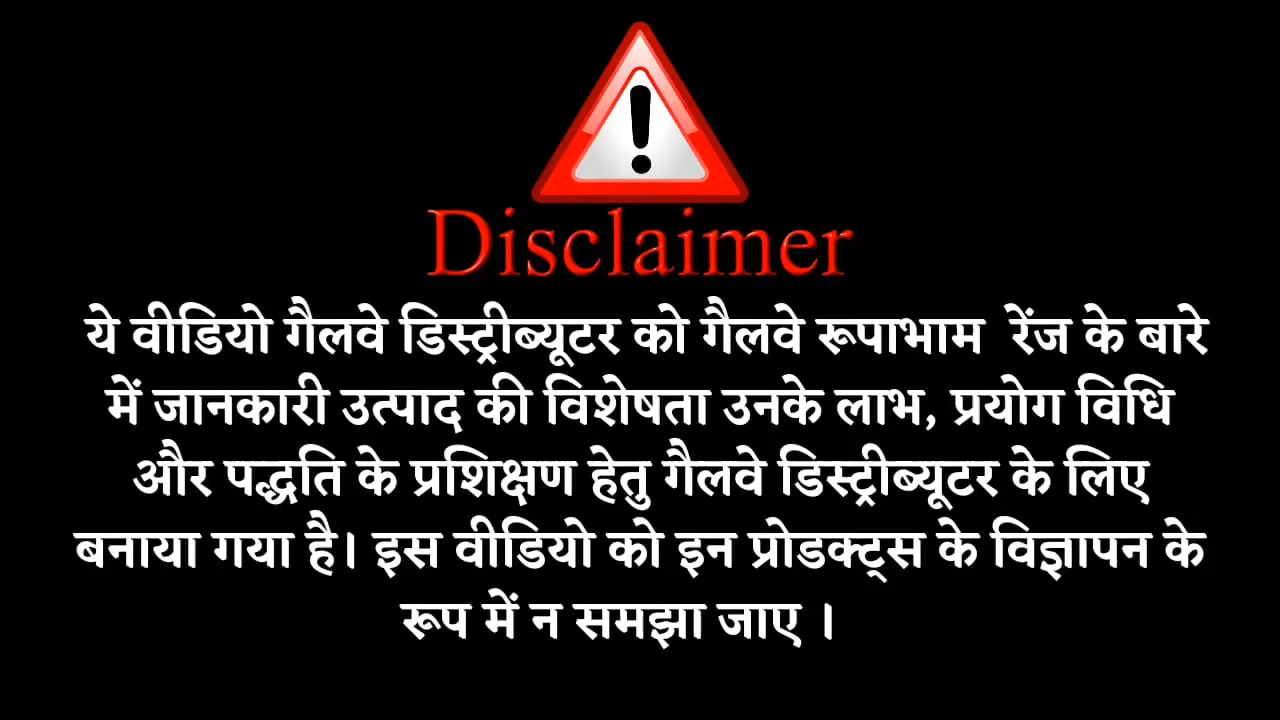 Disclaimer
ये वीडियो गैलवे डिस्ट्रीब्यूटर को गैलवे रूपाभाम रेंज के बारे
में जानकारी उत्पाद की विशेषता उनके लाभ, प्रयोग विधि
और पद्धति के प्रशिक्षण हेतु गैलवे डिस्ट्रीब्यूटर के लिए
बनाया गया है। इस वीडियो को इन प्रोडक्ट्स के विज्ञापन के
रूप में न समझा जाए ।